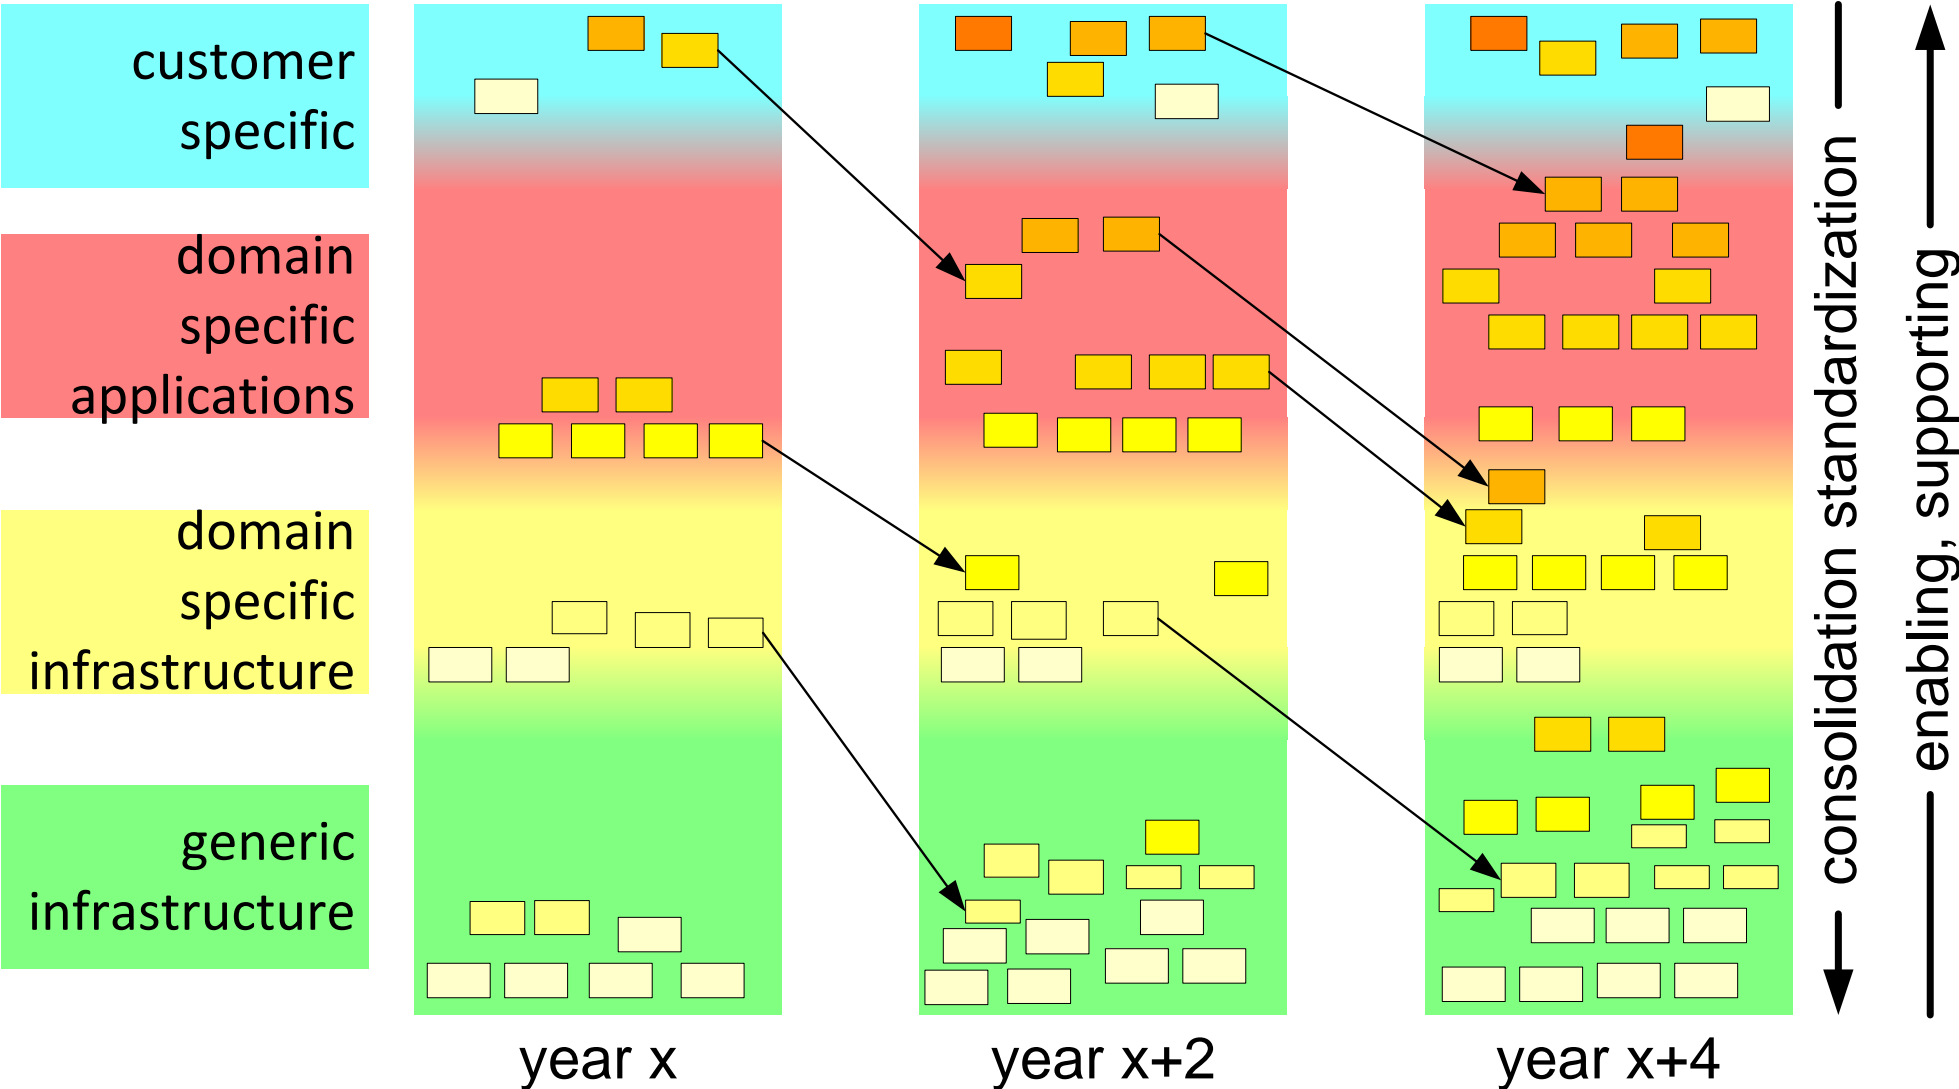 customer
specific
domain
specific
applications
domain
specific
infrastructure
generic
infrastructure
year x
year x+2
year x+4
consolidation standardization
enabling, supporting